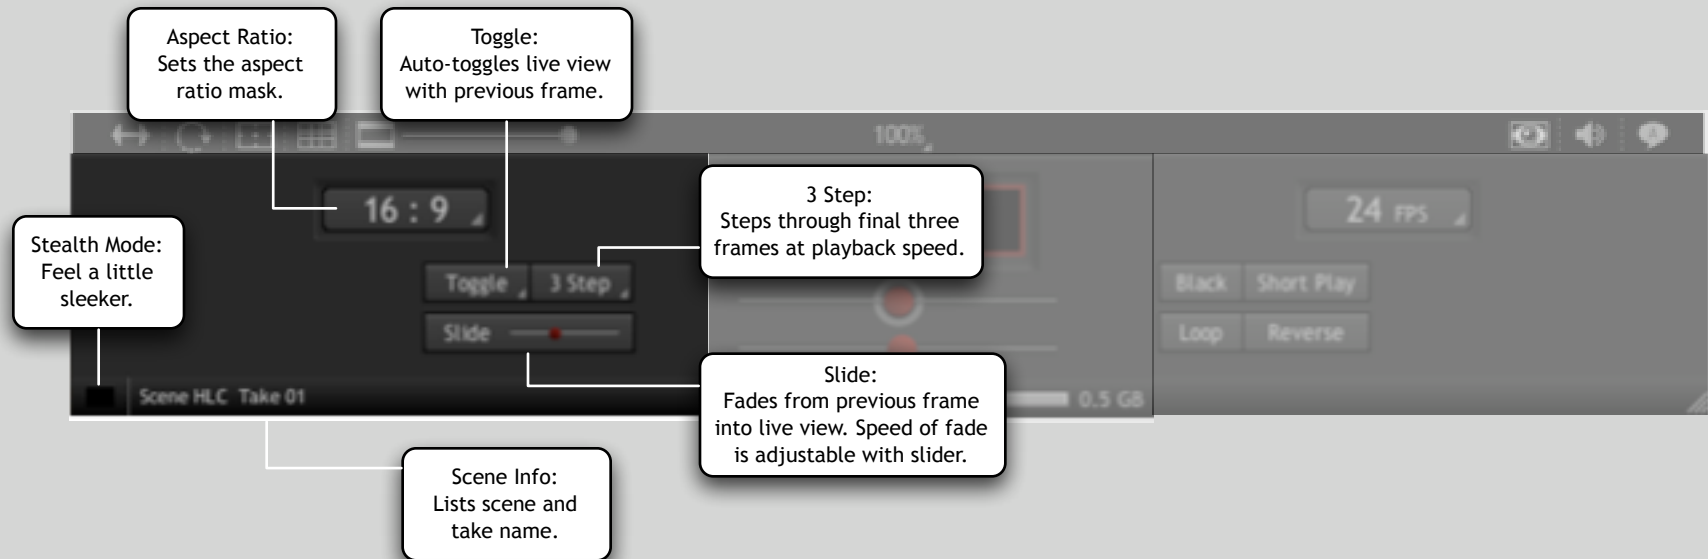 Aspect Ratio:
Sets the aspect
ratio mask.
Toggle:
Auto-toggles live view
with previous frame.
100%
16 : 9
3 Step:
Steps through final three
frames at playback speed.
24 FPS
Stealth Mode:
Feel a little
sleeker.
Toggle
3 Step
Black
Short Play
Slide
Loop
Reverse
Slide:
Fades from previous frame
into live view. Speed of fade
is adjustable with slider.
Scene HLC Take 01
0.5 GB
Scene Info:
Lists scene and
take name.